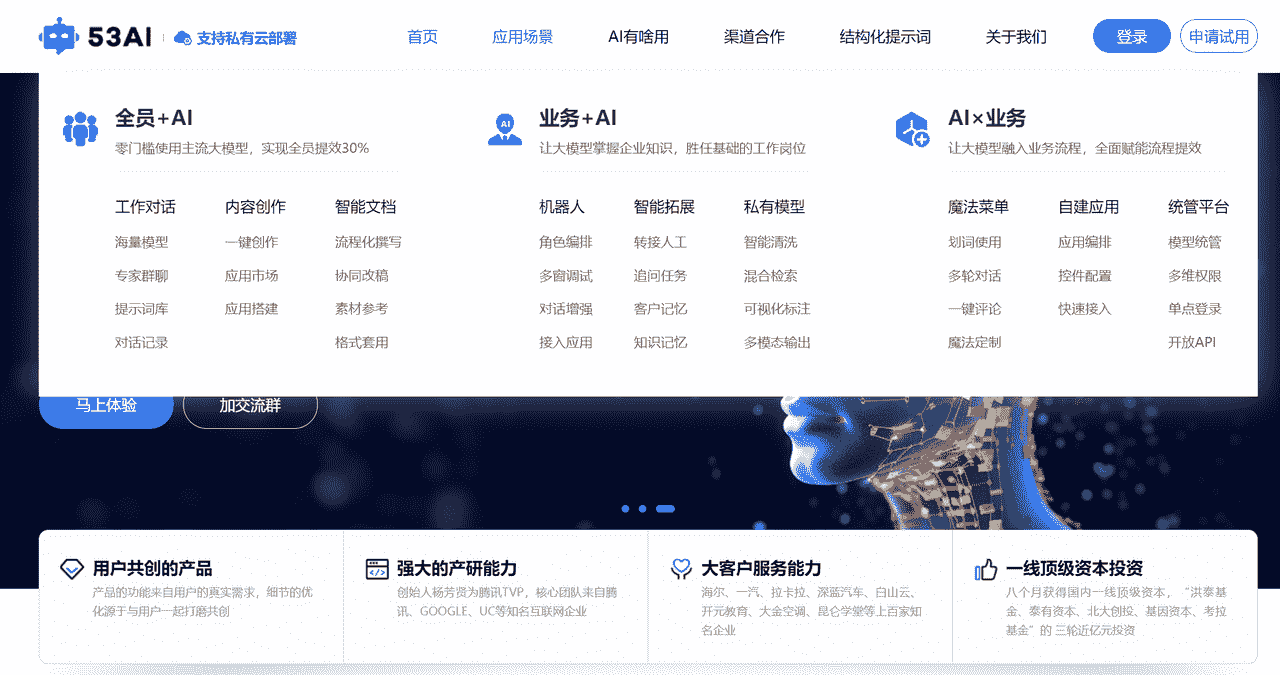 53AI
支持私有云部署
首页
应用场景
AI有啥用
渠道合作
结构化提示词
关于我们
登录
申请试用
全员+AI
零门槛使用主流大模型，实现全员提效30%
工作对话
海量模型
专家群聊
提示词库
对话记录
内容创作
一键创作
应用市场
应用搭建
智能文档
流程化撰写
协同改稿
素材参考
格式套用
业务+AI
让大模型掌握企业知识，胜任基础的工作岗位
机器人
角色编排
多窗调试
对话增强
接入应用
智能拓展
转接人工
追问任务
客户记忆
知识记忆
私有模型
智能清洗
混合检索
可视化标注
多模态输出
AI×业务
让大模型融入业务流程，全面赋能流程提效
魔法菜单
划词使用
多轮对话
一键评论
魔法定制
自建应用
应用编排
控件配置
快速接入
统管平台
模型统管
多维权限
单点登录
开放API
马上体验
加交流群
用户共创的产品
产品的功能来自用户的真实需求，细节的优
化源于与用户一起打磨共创
强大的产研能力
创始人杨芳贤为腾讯TVP，核心团队来自腾
讯、GOOGLE、UC等知名互联网企业
大客户服务能力
海尔、一汽、拉卡拉、深蓝汽车、白山云、
开元教育、大金空调、昆仑学堂等上百家知
名企业
一线顶级资本投资
八个月获得国内一线顶级资本，“洪泰基
金、泰有资本、北大创投、基因资本、考拉
基金”的 三轮近亿元投资